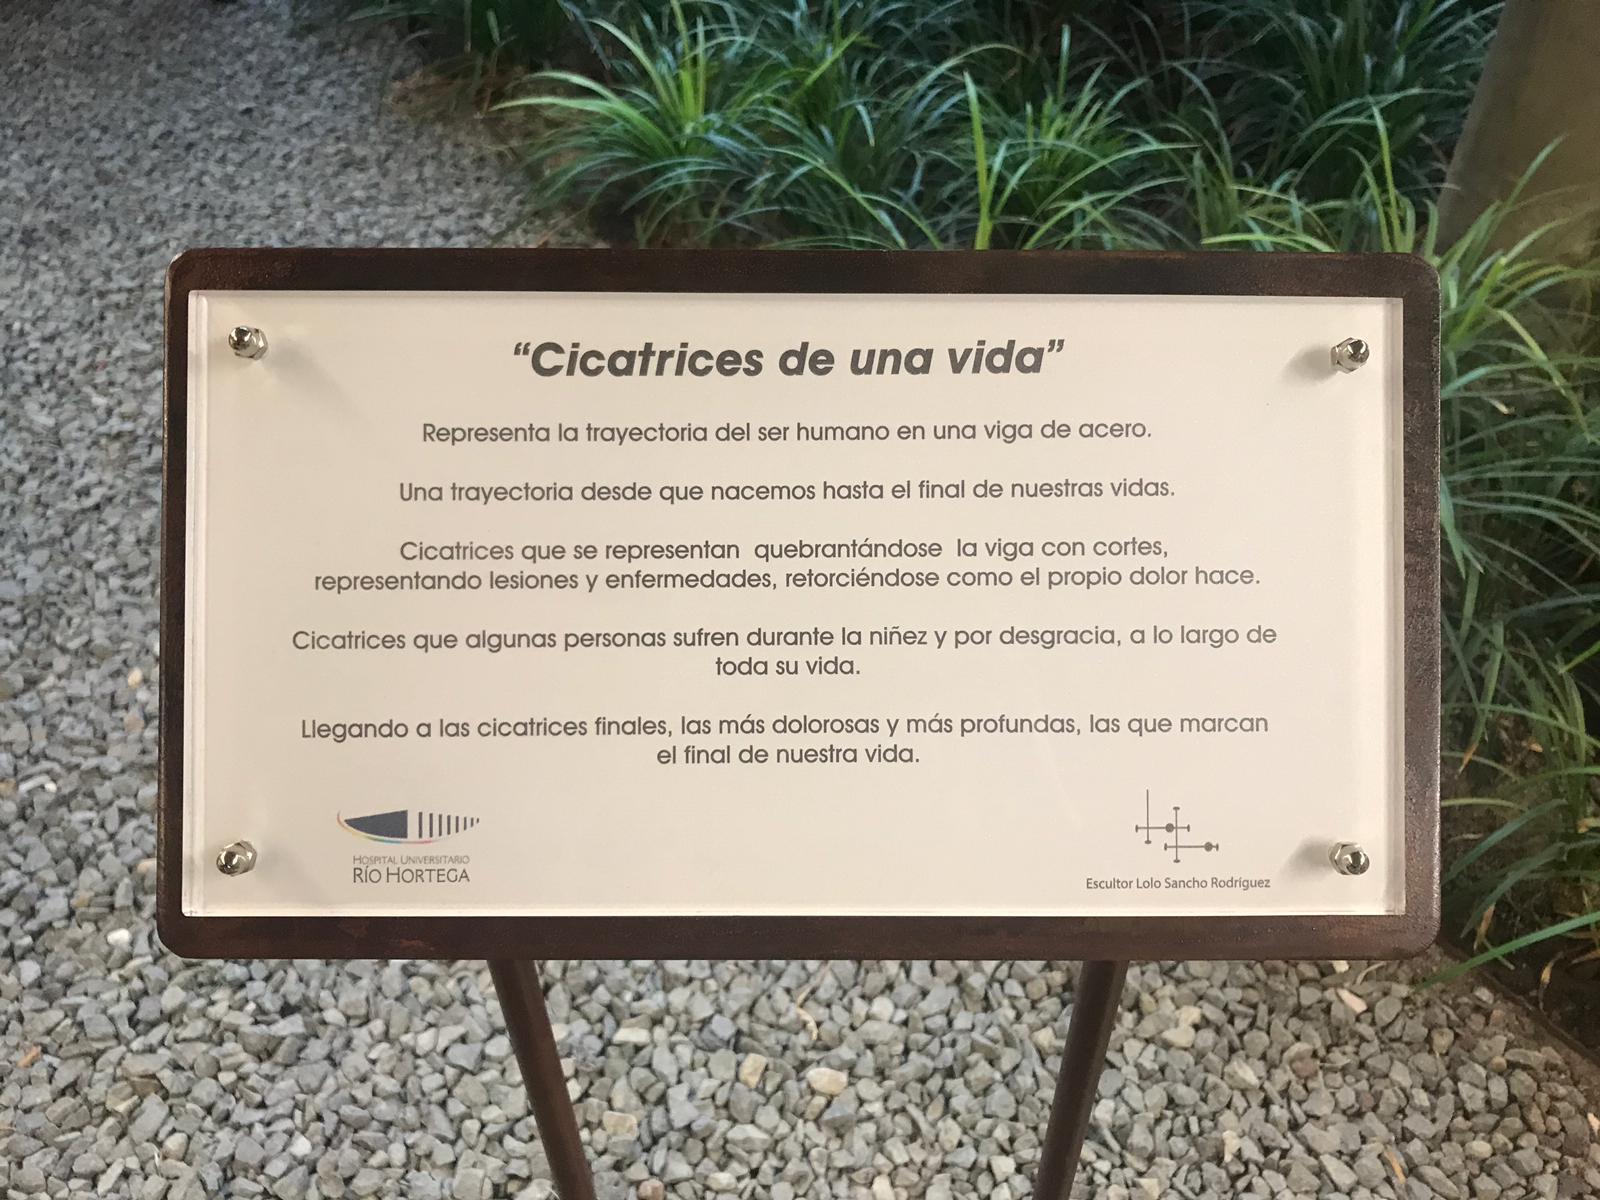 “Cicatrices de una vida”
Representa la trayectoria del ser humano en una viga de acero.
Una trayectoria desde que nacemos hasta el final de nuestras vidas.
Cicatrices que se representan quebrantándose la viga con cortes,
representando lesiones y enfermedades, retorciéndose como el propio dolor hace.
Cicatrices que algunas personas sufren durante la niñez y por desgracia, a lo largo de
toda su vida.
Llegando a las cicatrices finales, las más dolorosas y más profundas, las que marcan
el final de nuestra vida.
HOSPITAL UNIVERSITARIO
RÍO HORTEGA
Escultor Lolo Sancho Rodríguez